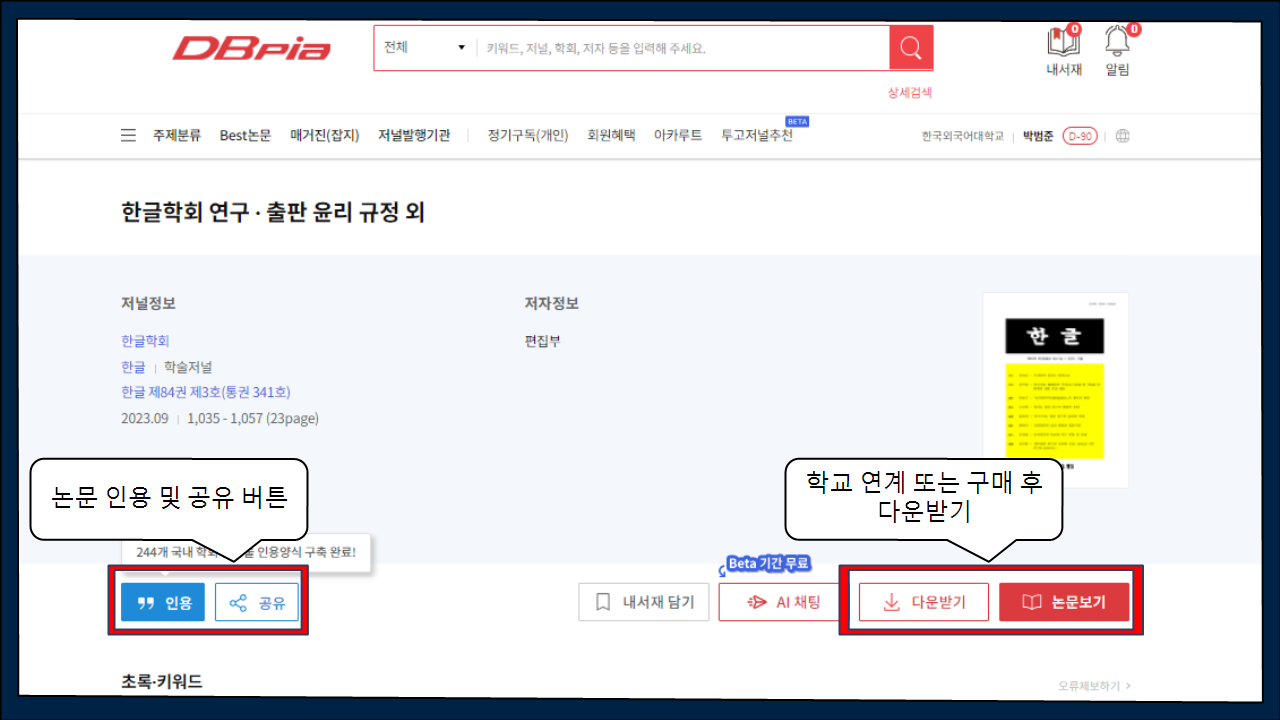 DBpia
전체
키워드, 저널, 학회, 저자 등을 입력해 주세요.
0
0
내서재
알림
상세검색
BETA
주제분류 Best논문 매거진(잡지) 저널발행기관 정기구독(개인) 회원혜택 아카루트 투고저널추천 한국외국어대학교 박범준 D-90
한글학회 연구 · 출판 윤리 규정 외
저널정보
저자정보
한글학회
편집부
한글 학술저널
한글 제84권 제3호(통권 341호)
2023.09 1,035 - 1,057 (23page)
한 글
논문 인용 및 공유 버튼
학교 연계 또는 구매 후
다운받기
244개 국내 학회 인용양식 구축 완료!
Beta 기간 무료
인용
공유
내서재 담기
AI 채팅
다운받기
논문보기
초록·키워드
오류제보하기 >